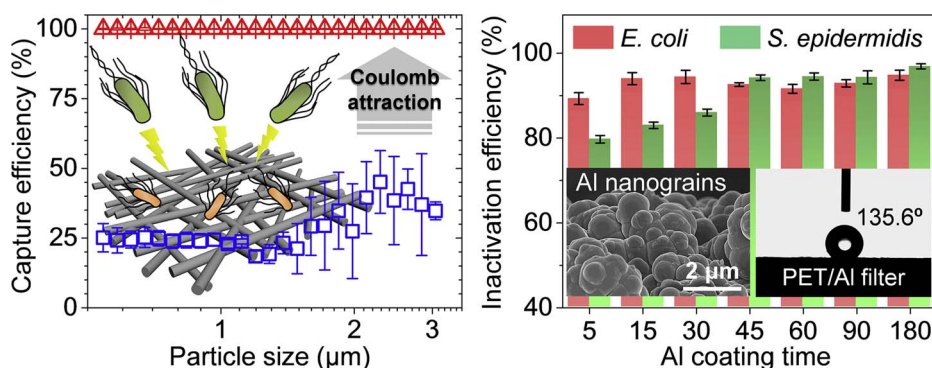 Capture efficiency (%)
100
75
50
25
0
Coulomb
attraction
1
2
3
Particle size (μm)
Inactivation efficiency (%)
100
80
60
40
E. coli
S. epidermidis
Al nanograins
2 μm
135.6º
PET/Al filter
5
15
30
45
60
90
180
Al coating time